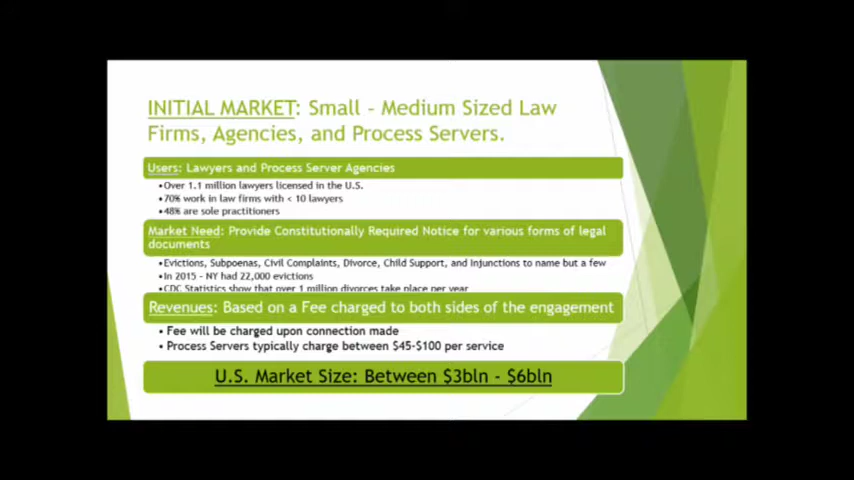 INITIAL MARKET: Small - Medium Sized Law
Firms, Agencies, and Process Servers.
Users: Lawyers and Process Server Agencies
•Over 1.1 million lawyers licensed in the U.S.
•70% work in law firms with < 10 lawyers
•48% are sole practitioners
Market Need: Provide Constitutionally Required Notice for various forms of legal
documents
•Evictions, Subpoenas, Civil Complaints, Divorce, Child Support, and Injunctions to name but a few
•In 2015 - NY had 22,000 evictions
•CDC Statistics show that over 1 million divorces take place per year
Revenues: Based on a Fee charged to both sides of the engagement
• Fee will be charged upon connection made
• Process Servers typically charge between $45-$100 per service
U.S. Market Size: Between $3bln - $6bln